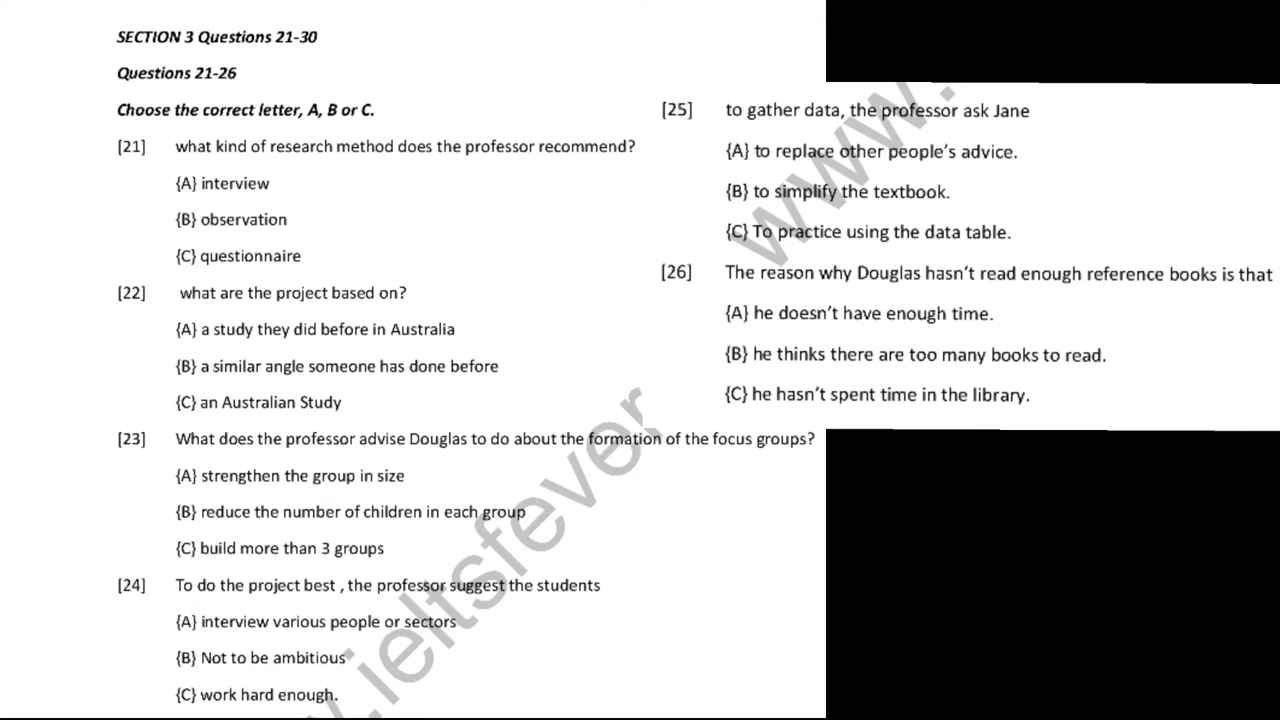 SECTION 3 Questions 21-30
Questions 21-26
Choose the correct letter, A, B or C.
[21] what kind of research method does the professor recommend?
{A} interview
{B} observation
{C} questionnaire
[22] what are the project based on?
{A} a study they did before in Australia
{B} a similar angle someone has done before
{C} an Australian Study
[23] What does the professor advise Douglas to do about the formation of the focus groups?
{A} strengthen the group in size
{B} reduce the number of children in each group
{C} build more than 3 groups
[24] To do the project best , the professor suggest the students
{A} interview various people or sectors
{B} Not to be ambitious
{C} work hard enough.
[25] to gather data, the professor ask Jane
{A} to replace other people's advice.
{B} to simplify the textbook.
{C} To practice using the data table.
[26] The reason why Douglas hasn't read enough reference books is that
{A} he doesn't have enough time.
{B} he thinks there are too many books to read.
{C} he hasn't spent time in the library.
www.
w.ieltsfever